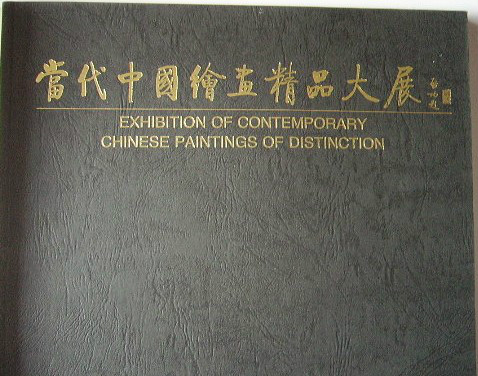 當代中國繪畫精品大展
EXHIBITION OF CONTEMPORARY
CHINESE PAINTINGS OF DISTINCTION